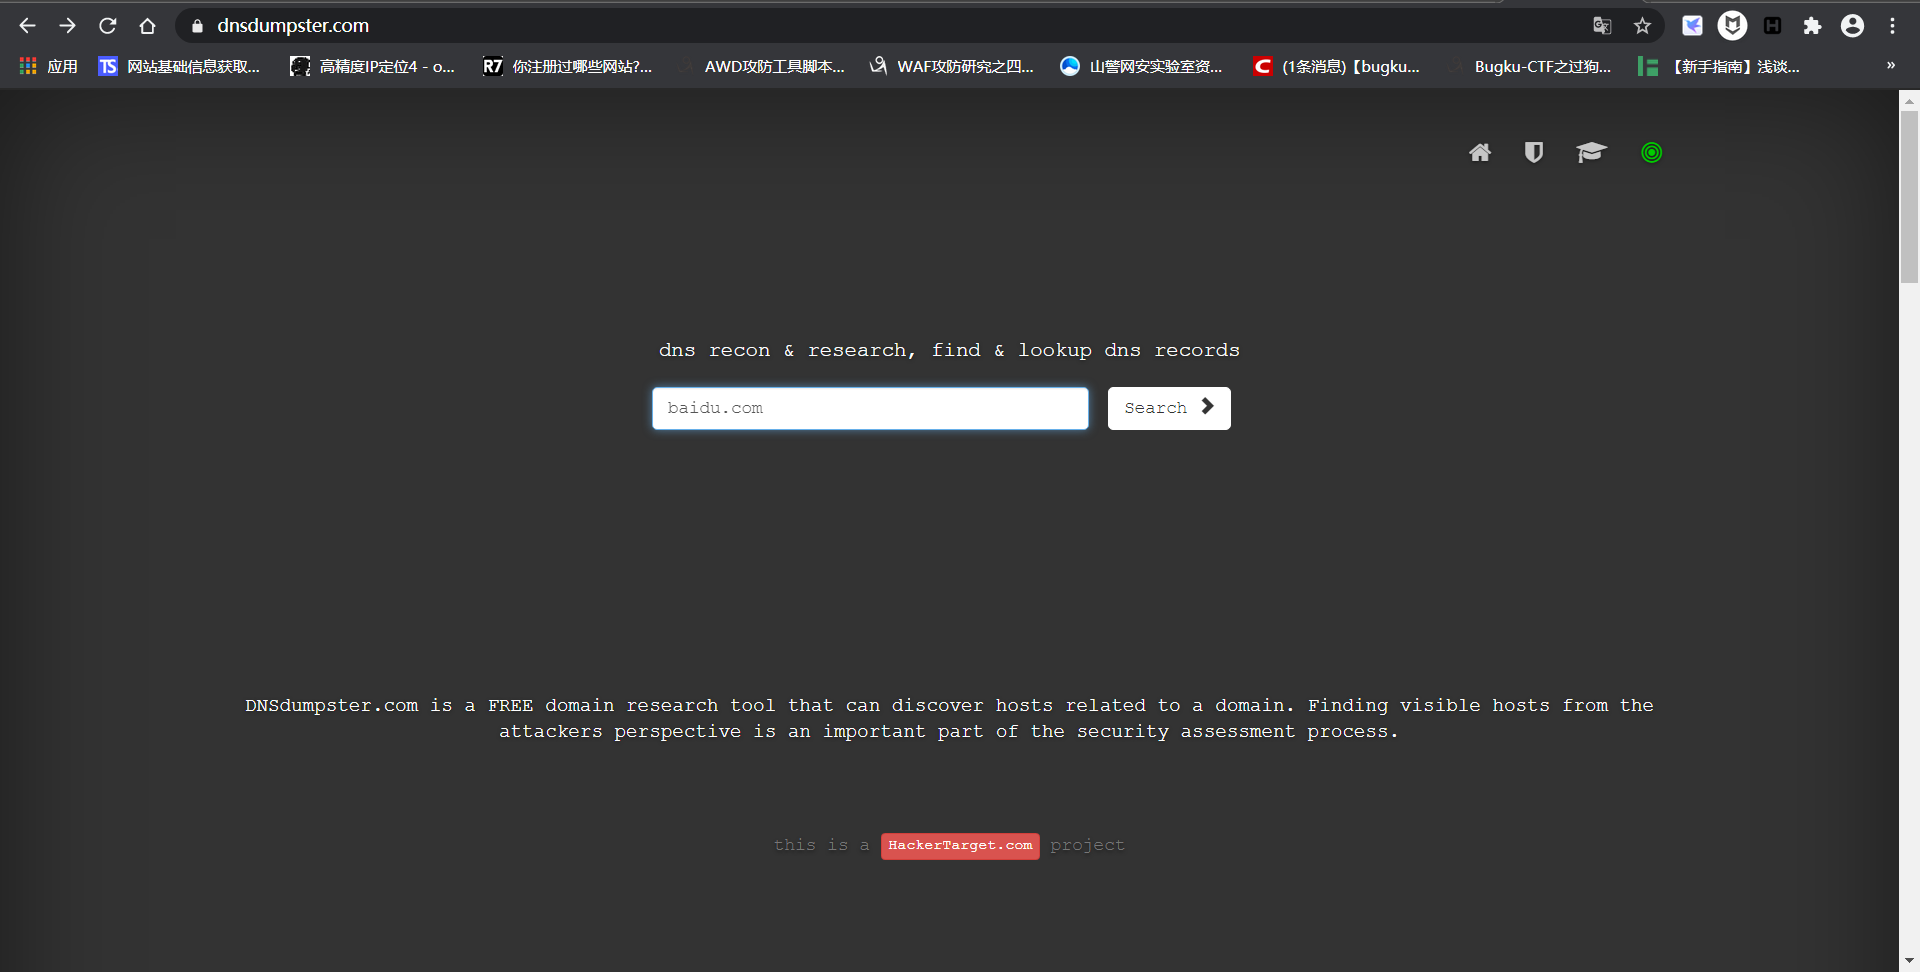 dnsdumpster.com
应用
TS 网站基础信息获取...
高精度IP定位4 - o...
R7 你注册过哪些网站?...
AWD攻防工具脚本...
WAF攻防研究之四...
山警网安实验室资...
C (1条消息)【bugku...
Bugku-CTF之过狗...
【新手指南】浅谈...
»
dns recon & research, find & lookup dns records
baidu.com
Search
DNSdumpster.com is a FREE domain research tool that can discover hosts related to a domain. Finding visible hosts from the
attackers perspective is an important part of the security assessment process.
this is a HackerTarget.com project